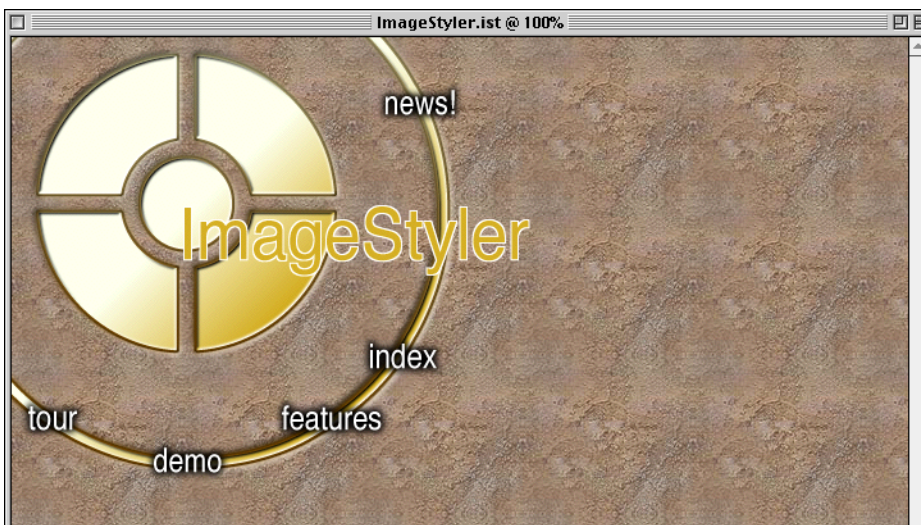 ImageStyler.ist @ 100%
news!
ImageStyler
index
tour
features
demo